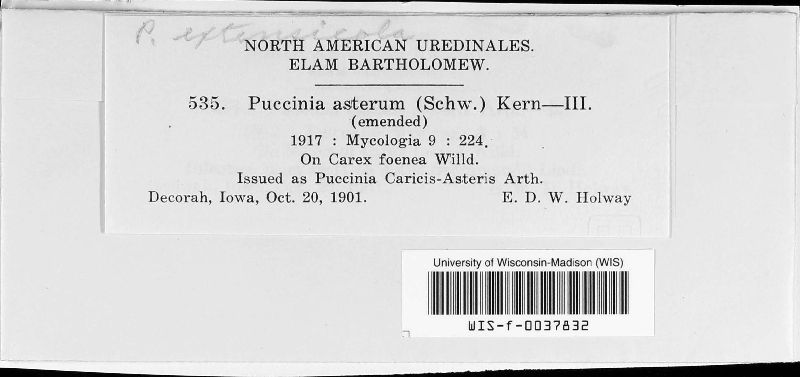 P. extensicola
NORTH AMERICAN UREDINALES.
ELAM BARTHOLOMEW.
535. Puccinia asterum (Schw.) Kern—III.
(emended)
1917 : Mycologia 9 : 224.
On Carex foenea Willd.
Issued as Puccinia Caricis-Asteris Arth.
Decorah, Iowa, Oct. 20, 1901. E. D. W. Holway
University of Wisconsin-Madison (WIS)
WIS-f-0037832